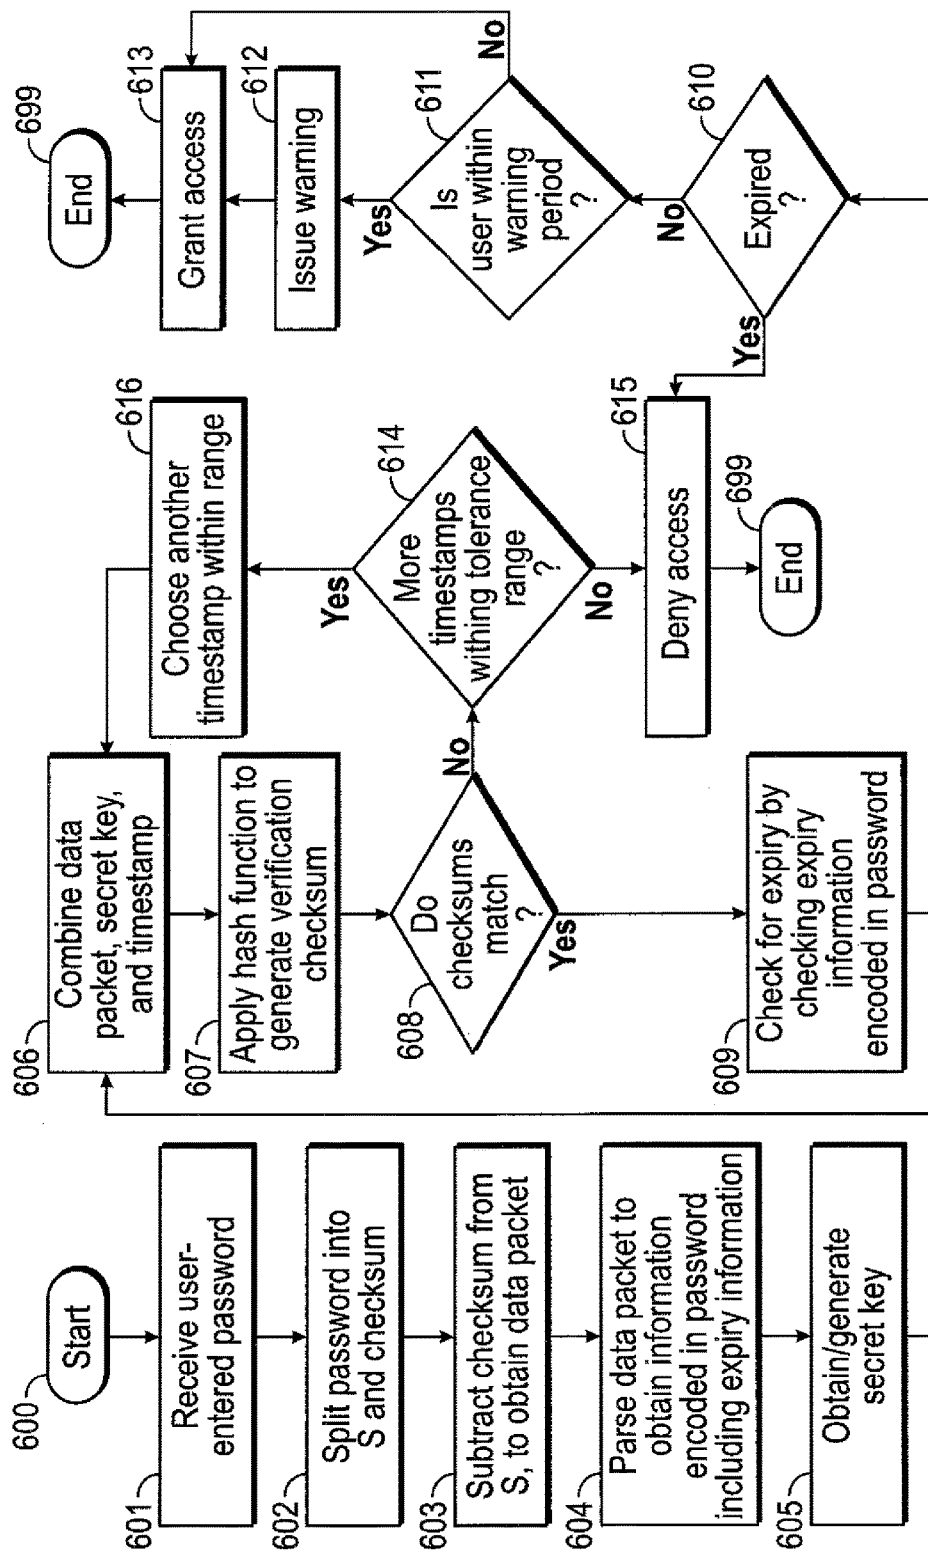 600
Start
601
Receive user-
entered password
602
Split password into
S and checksum
603
Subtract checksum from
S, to obtain data packet
604
Parse data packet to
obtain information
encoded in password
including expiry information
605
Obtain/generate
secret key
606
Combine data
packet, secret key,
and timestamp
607
Apply hash function to
generate verification
checksum
608
Do
checksums
match
?
No
Yes
609
Check for expiry by
checking expiry
information
encoded in password
616
Choose another
timestamp within range
Yes
614
More
timestamps
withing tolerance
range
?
No
615
Deny access
699
End
699
End
613
Grant access
612
Issue warning
Yes
611
Is
user within
warning
period
?
No
No
610
Expired
?
Yes